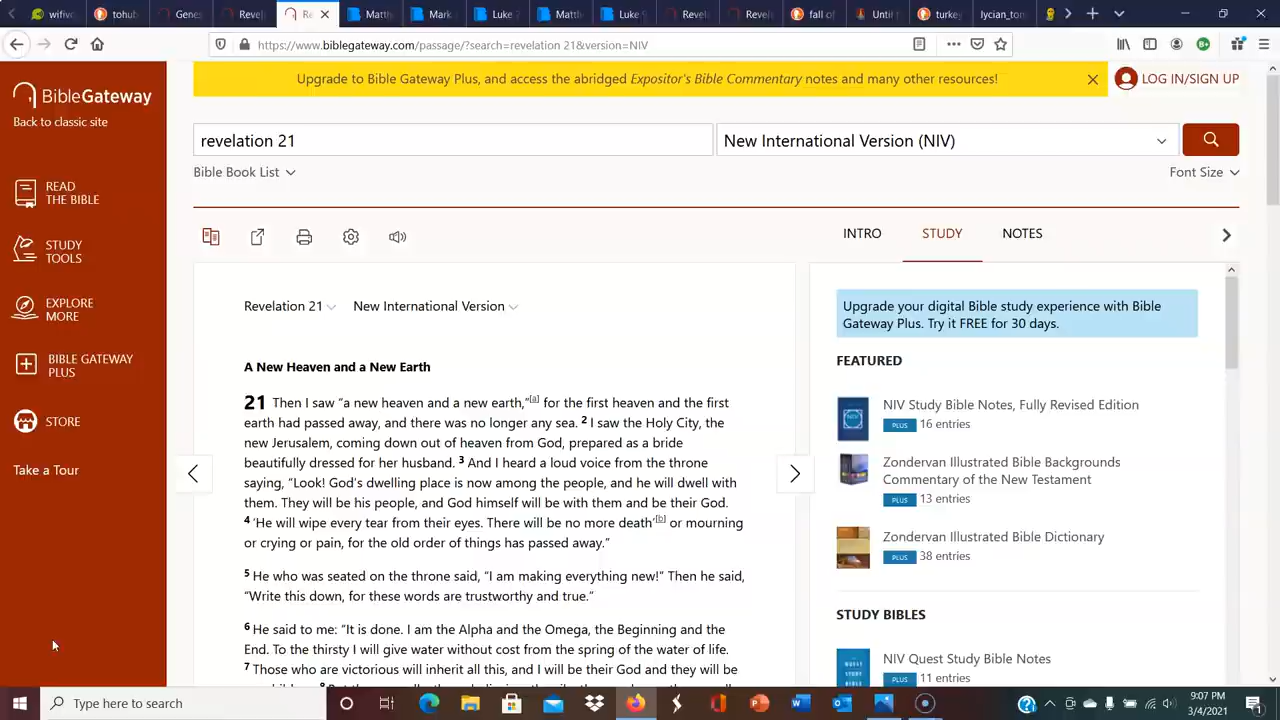 wifivo
tohub
Genes
Revel
Re
Matth
Mark
Luke
Matth
Luke
Revel
Rever
fall of
Until
lycian_tom
https://www.biblegateway.com/passage/?search=revelation 21&version=NIV
BibleGateway
Back to classic site
READ
THE BIBLE
STUDY
TOOLS
EXPLORE
MORE
BIBLE GATEWAY
PLUS
STORE
Take a Tour
Upgrade to Bible Gateway Plus, and access the abridged Expositor's Bible Commentary notes and many other resources!
LOG IN/SIGN UP
revelation 21
New International Version (NIV)
Bible Book List
Font Size
INTRO
STUDY
NOTES
Revelation 21
New International Version
A New Heaven and a New Earth
21 Then I saw “a new heaven and a new earth,”[a] for the first heaven and the first
earth had passed away, and there was no longer any sea. 2 I saw the Holy City, the
new Jerusalem, coming down out of heaven from God, prepared as a bride
beautifully dressed for her husband. 3 And I heard a loud voice from the throne
saying, “Look! God’s dwelling place is now among the people, and he will dwell with
them. They will be his people, and God himself will be with them and be their God.
4 ‘He will wipe every tear from their eyes. There will be no more death’[b] or mourning
or crying or pain, for the old order of things has passed away.”
5 He who was seated on the throne said, “I am making everything new!” Then he said,
“Write this down, for these words are trustworthy and true.”
6 He said to me: “It is done. I am the Alpha and the Omega, the Beginning and the
End. To the thirsty I will give water without cost from the spring of the water of life.
7 Those who are victorious will inherit all this, and I will be their God and they will be
Upgrade your digital Bible study experience with Bible
Gateway Plus. Try it FREE for 30 days.
FEATURED
NIV Study Bible Notes, Fully Revised Edition
PLUS 16 entries
Zondervan Illustrated Bible Backgrounds
Commentary of the New Testament
PLUS 13 entries
Zondervan Illustrated Bible Dictionary
PLUS 38 entries
STUDY BIBLES
NIV Quest Study Bible Notes
PLUS 11 entries
Type here to search
9:07 PM
3/4/2021